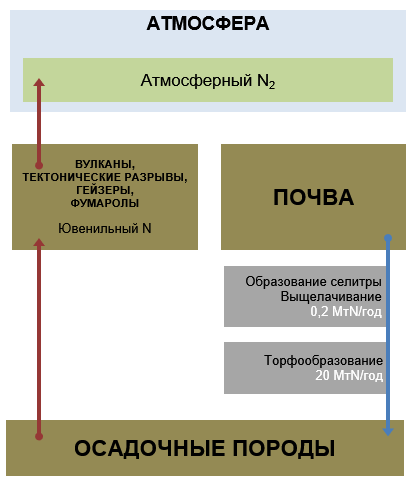 АТМОСФЕРА
Атмосферный N₂
ВУЛКАНЫ,
ТЕКТОНИЧЕСКИЕ РАЗРЫВЫ,
ГЕЙЗЕРЫ,
ФУМАРОЛЫ
Ювенильный N
ПОЧВА
Образование селитры
Выщелачивание
0,2 МтN/год
Торфообразование
20 МтN/год
ОСАДОЧНЫЕ ПОРОДЫ